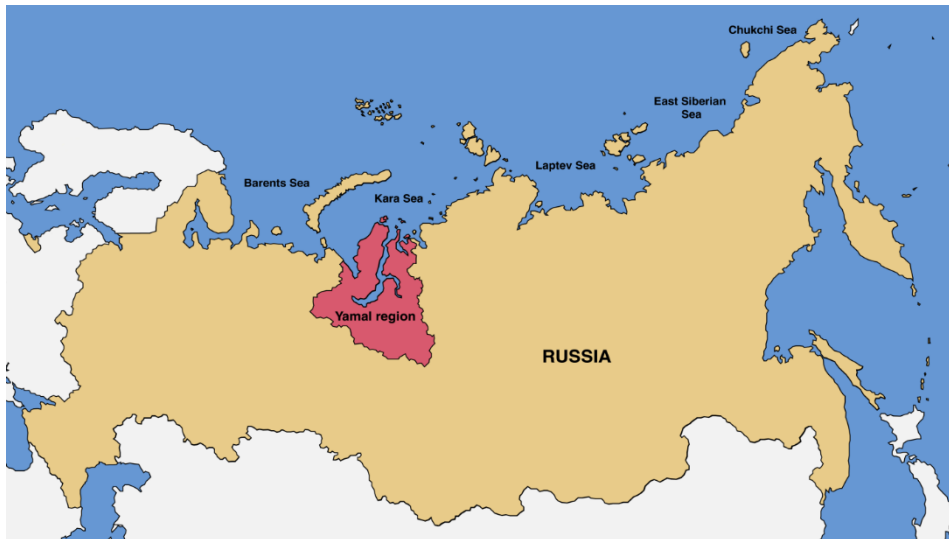 Chukchi Sea
East Siberian
Sea
Laptev Sea
Barents Sea
Kara Sea
Yamal region
RUSSIA